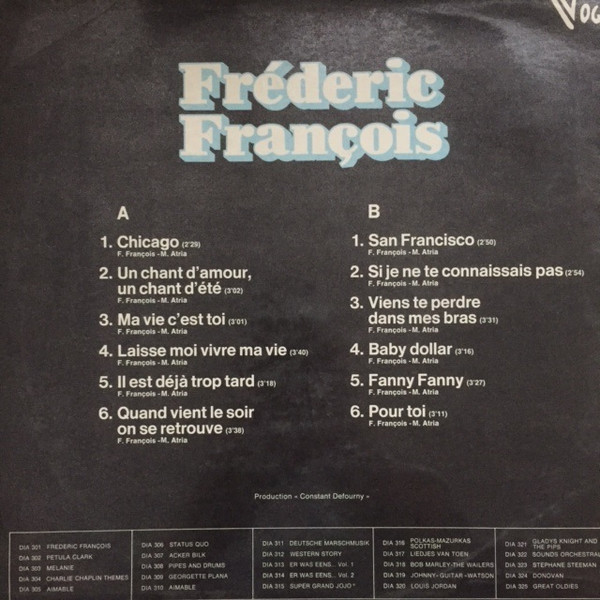 VOG
Fréderic
François
A
1. Chicago (2'29)
F. François - M. Atria
2. Un chant d'amour,
un chant d'été (3'02)
F. François - M. Atria
3. Ma vie c'est toi (3'01)
F. François - M. Atria
4. Laisse moi vivre ma vie (3'40)
F. François - M. Atria
5. Il est déjà trop tard (3'18)
F. François - M. Atria
6. Quand vient le soir
on se retrouve (3'38)
F. François - M. Atria
B
1. San Francisco (2'50)
F. François - M. Atria
2. Si je ne te connaissais pas (2'54)
F. François - M. Atria
3. Viens te perdre
dans mes bras (3'31)
F. François - M. Atria
4. Baby dollar (3'16)
F. François - M. Atria
5. Fanny Fanny (3'27)
F. François - M. Atria
6. Pour toi (3'11)
F. François - M. Atria
Production « Constant Defourny »
DIA 301 FREDERIC FRANÇOIS
DIA 302 PETULA CLARK
DIA 303 MELANIE
DIA 304 CHARLIE CHAPLIN THEMES
DIA 305 AIMABLE
DIA 306 STATUS QUO
DIA 307 ACKER BILK
DIA 308 PIPES AND DRUMS
DIA 309 GEORGETTE PLANA
DIA 310 AIMABLE
DIA 311 DEUTSCHE MARSCHMUSIK
DIA 312 WESTERN STORY
DIA 313 ER WAS EENS... Vol. 1
DIA 314 ER WAS EENS... Vol. 2
DIA 315 SUPER GRAND JOJO
DIA 316 POLKAS-MAZURKAS
SCOTTISH
DIA 317 LIEDJES VAN TOEN
DIA 318 BOB MARLEY-THE WAILERS
DIA 319 JOHNNY «GUITAR» WATSON
DIA 320 LOUIS JORDAN
DIA 321 GLADYS KNIGHT AND
THE PIPS
DIA 322 SOUNDS ORCHESTRAL
DIA 323 STEPHANE STEEMAN
DIA 324 DONOVAN
DIA 325 GREAT OLDIES